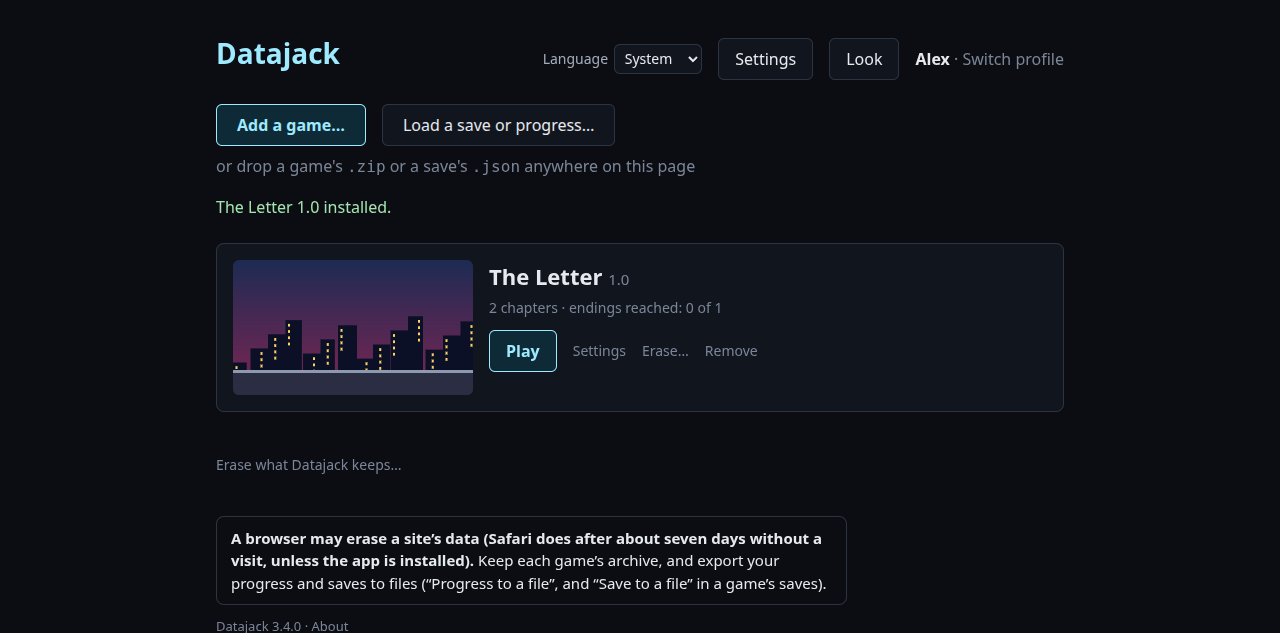 Datajack
Language System Settings Look Alex · Switch profile
Add a game… Load a save or progress…
or drop a game's .zip or a save's .json anywhere on this page
The Letter 1.0 installed.
The Letter 1.0
2 chapters · endings reached: 0 of 1
Play Settings Erase… Remove
Erase what Datajack keeps…
A browser may erase a site’s data (Safari does after about seven days without a
visit, unless the app is installed). Keep each game’s archive, and export your
progress and saves to files (“Progress to a file”, and “Save to a file” in a game’s saves).
Datajack 3.4.0 · About